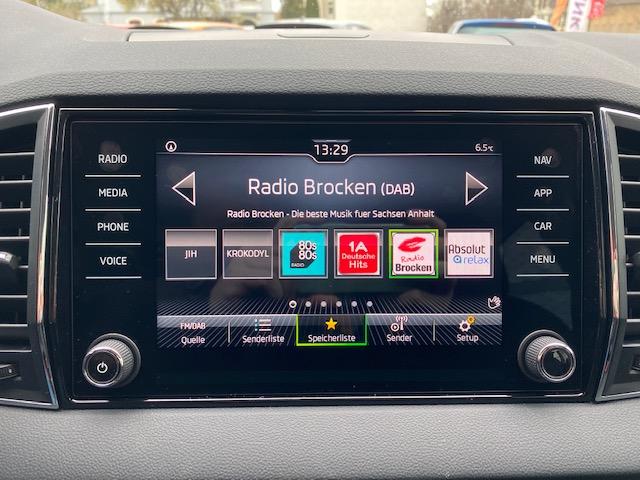 RADIO
MEDIA
PHONE
VOICE
13:29
6.5°C
Radio Brocken (DAB)
Radio Brocken - Die beste Musik fuer Sachsen Anhalt
JIH
KROKODYL
80s
80s
RADIO
1A
Deutsche
Hits
Radio
Brocken
Absolut
relax
FM/DAB
Quelle
Senderliste
Speicherliste
Sender
Setup
NAV
APP
CAR
MENU